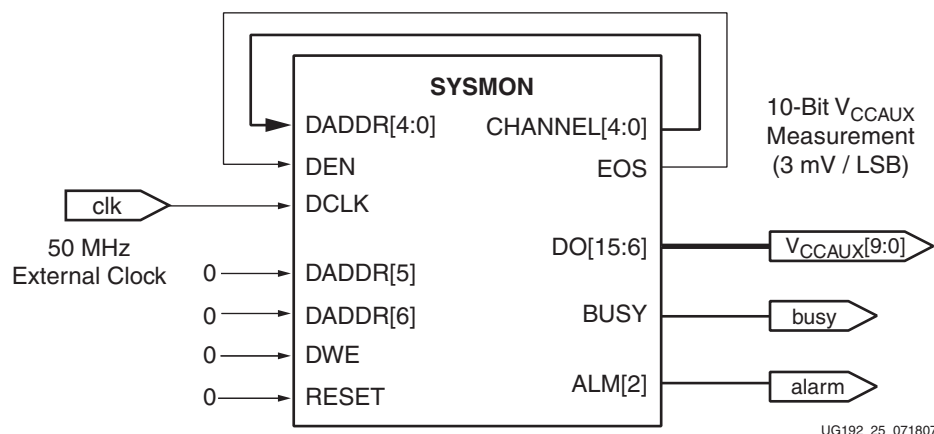 SYSMON
DADDR[4:0]
CHANNEL[4:0]
10-Bit VCCAUX
Measurement
(3 mV / LSB)
DEN
EOS
clk
DCLK
50 MHz
External Clock
DO[15:6]
VCCAUX[9:0]
0
DADDR[5]
0
DADDR[6]
BUSY
busy
0
DWE
0
RESET
ALM[2]
alarm
UG192_25_071807